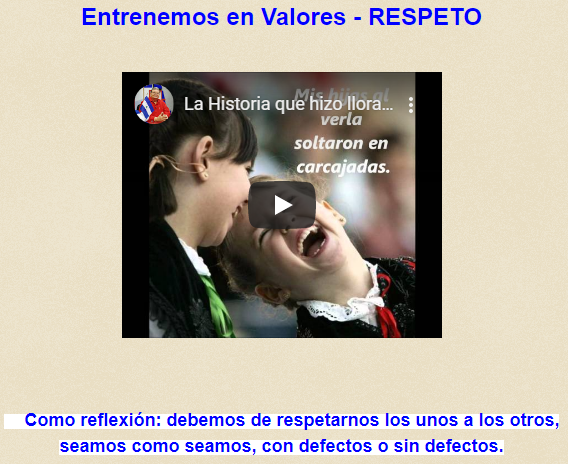 Entrenemos en Valores - RESPETO
La Historia que hizo llora...
Mis hijas al
verla
soltaron en
carcajadas.
Como reflexión: debemos de respetarnos los unos a los otros,
seamos como seamos, con defectos o sin defectos.